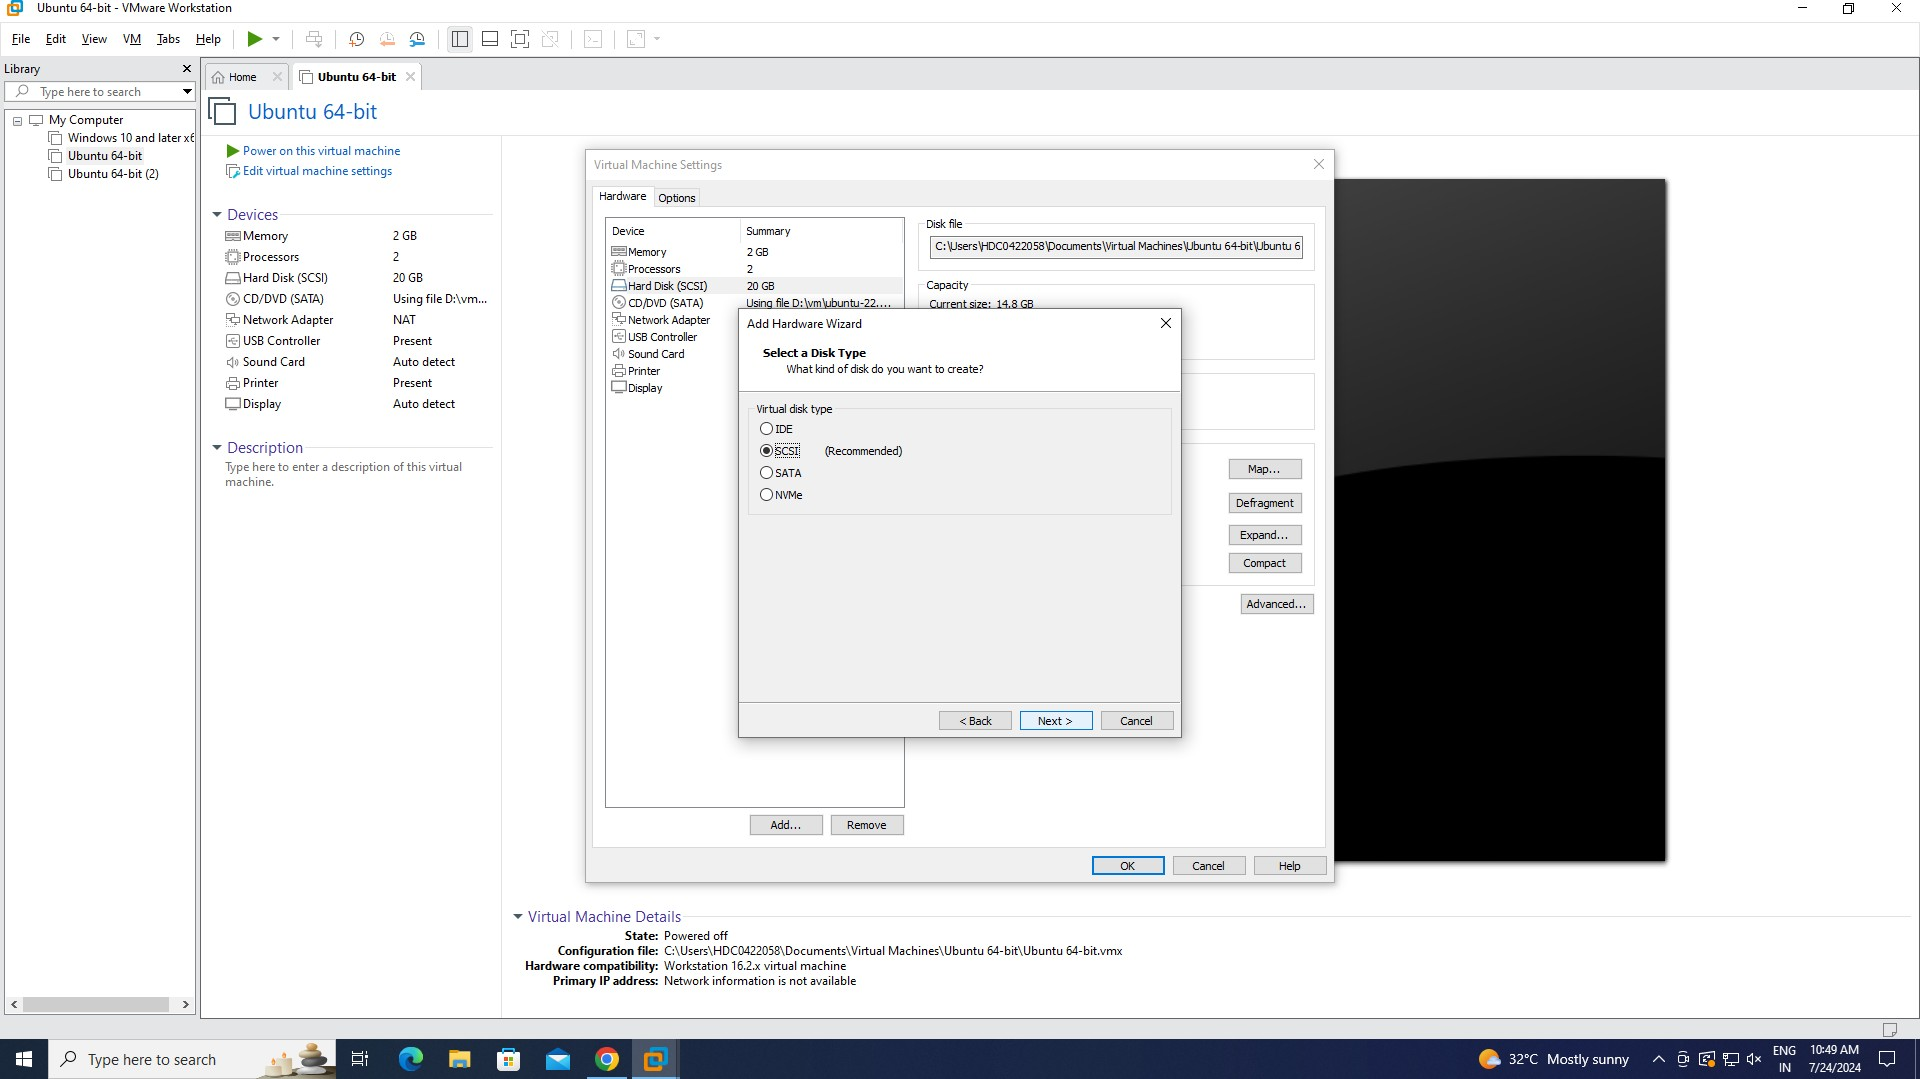 Ubuntu 64-bit - VMware Workstation
File Edit View VM Tabs Help
Library
Type here to search
My Computer
Windows 10 and later x6
Ubuntu 64-bit
Ubuntu 64-bit (2)
Home
Ubuntu 64-bit
Ubuntu 64-bit
Power on this virtual machine
Edit virtual machine settings
Devices
Memory 2 GB
Processors 2
Hard Disk (SCSI) 20 GB
CD/DVD (SATA) Using file D:\vm...
Network Adapter NAT
USB Controller Present
Sound Card Auto detect
Printer Present
Display Auto detect
Description
Type here to enter a description of this virtual
machine.
Virtual Machine Settings
Hardware Options
Device Summary
Memory 2 GB
Processors 2
Hard Disk (SCSI) 20 GB
CD/DVD (SATA) Using file D:\vm\ubuntu-22....
Network Adapter
USB Controller
Sound Card
Printer
Display
Disk file
C:\Users\HDC0422058\Documents\Virtual Machines\Ubuntu 64-bit\Ubuntu 6
Capacity
Current size: 14.8 GB
Map...
Defragment
Expand...
Compact
Advanced...
Add Hardware Wizard
Select a Disk Type
What kind of disk do you want to create?
Virtual disk type
IDE
SCSI (Recommended)
SATA
NVMe
< Back Next > Cancel
Add... Remove
OK Cancel Help
Virtual Machine Details
State: Powered off
Configuration file: C:\Users\HDC0422058\Documents\Virtual Machines\Ubuntu 64-bit\Ubuntu 64-bit.vmx
Hardware compatibility: Workstation 16.2.x virtual machine
Primary IP address: Network information is not available
Type here to search
32°C Mostly sunny
ENG
IN
10:49 AM
7/24/2024